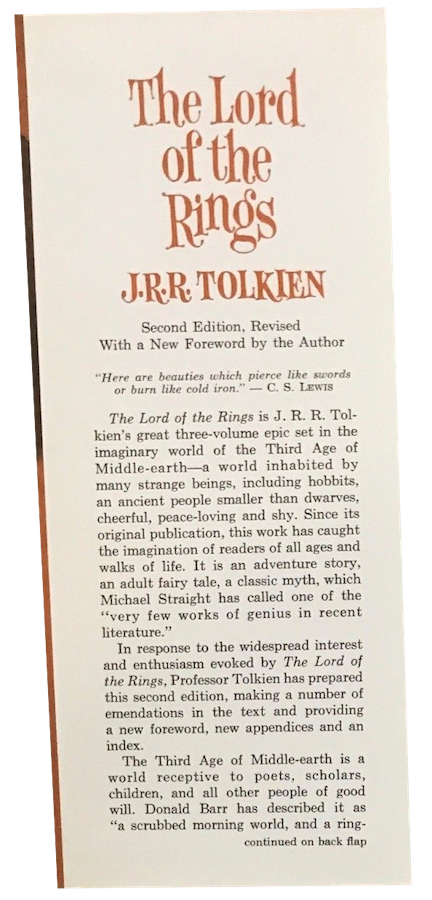 The Lord
of the
Rings
J.R.R. TOLKIEN
Second Edition, Revised
With a New Foreword by the Author
"Here are beauties which pierce like swords
or burn like cold iron." — C. S. LEWIS
The Lord of the Rings is J. R. R. Tol-
kien's great three-volume epic set in the
imaginary world of the Third Age of
Middle-earth—a world inhabited by
many strange beings, including hobbits,
an ancient people smaller than dwarves,
cheerful, peace-loving and shy. Since its
original publication, this work has caught
the imagination of readers of all ages and
walks of life. It is an adventure story,
an adult fairy tale, a classic myth, which
Michael Straight has called one of the
"very few works of genius in recent
literature."
In response to the widespread interest
and enthusiasm evoked by The Lord of
the Rings, Professor Tolkien has prepared
this second edition, making a number of
emendations in the text and providing
a new foreword, new appendices and an
index.
The Third Age of Middle-earth is a
world receptive to poets, scholars,
children, and all other people of good
will. Donald Barr has described it as
"a scrubbed morning world, and a ring-
continued on back flap